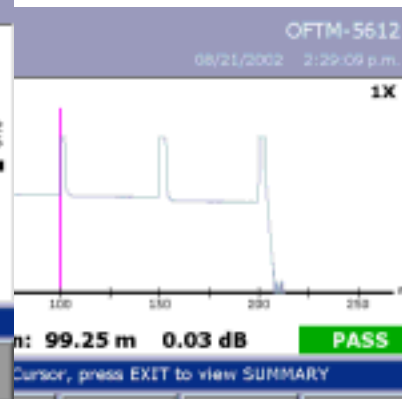 OFTM-5612
08/21/2002 2:29:09 p.m.
1X
100 150 200 250
n: 99.25 m 0.03 dB PASS
Cursor, press EXIT to view SUMMARY